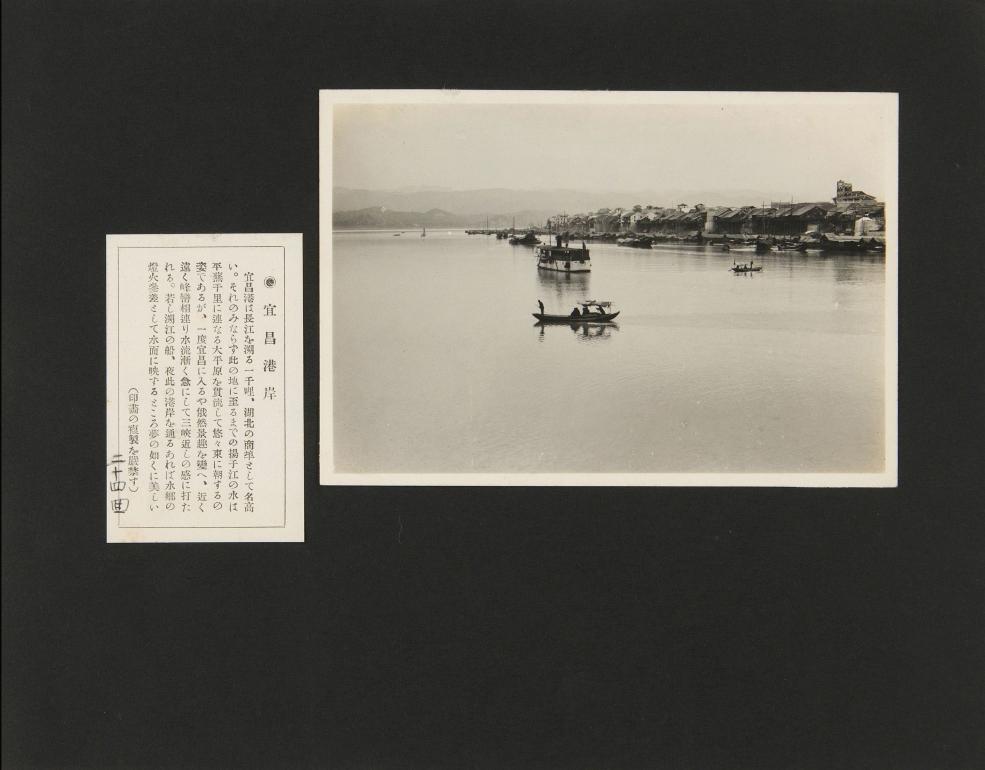 宜昌港岸
宜昌港は長江を溯る一千哩、湖北の商埠として名高
い。それのみならず此の地に至るまでの揚子江の水は
平蕪千里に連なる大平原を貫流して悠々東に朝するの
姿であるが、一度宜昌に入るや俄然景趣を變へ、近く
遠く峰巒相連り水流漸く急にして三峽近しの感に打た
れる。若し溯江の船、夜此の港岸を通るあれば水郷の
燈火參差として水面に映ずるところ夢の如くに美しい
（印畫の複製を嚴禁す）
二十四回